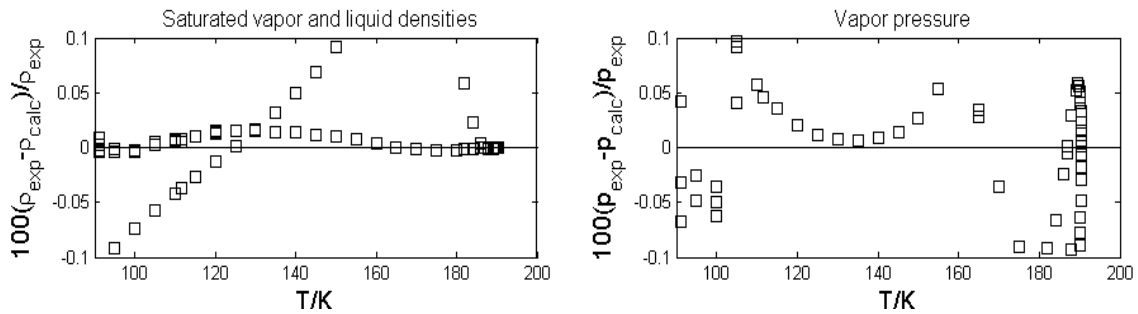 Saturated vapor and liquid densities
100(ρexp-ρcalc)/ρexp
0.1
0.05
0
-0.05
-0.1
100 120 140 160 180 200
T/K
Vapor pressure
100(pexp-pcalc)/pexp
0.1
0.05
0
-0.05
-0.1
100 120 140 160 180 200
T/K